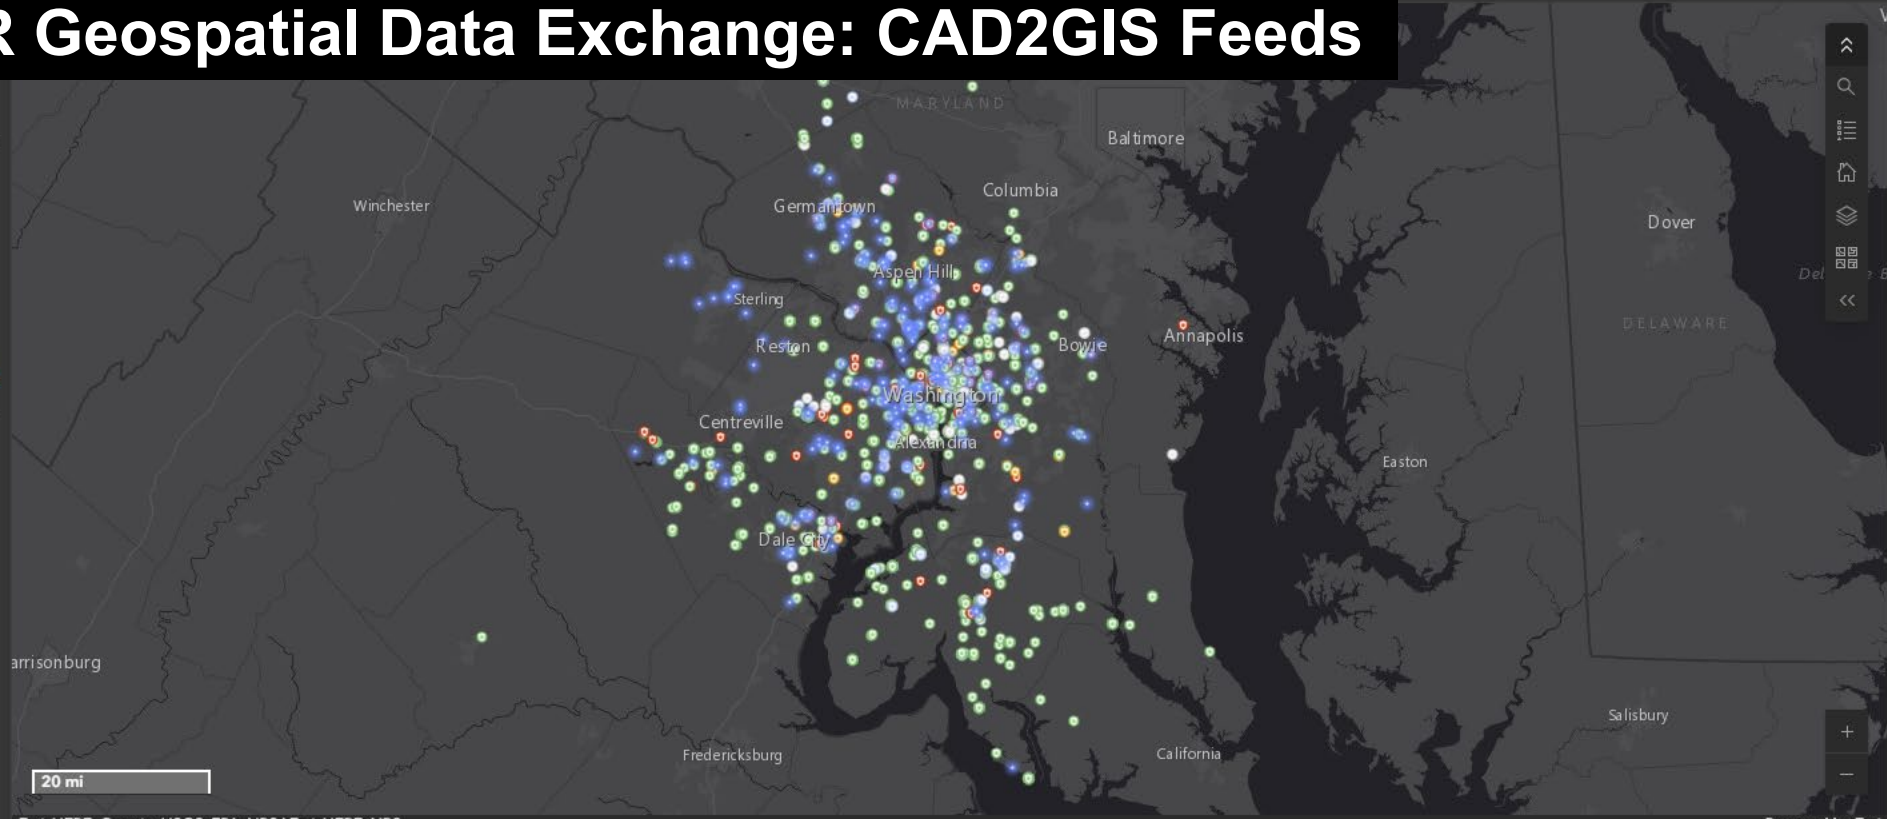 R Geospatial Data Exchange: CAD2GIS Feeds
MARYLAND
Baltimore
Columbia
Winchester
Germantown
Dover
Aspen Hill
Sterling
DELAWARE
Reston
Bowie
Annapolis
Washington
Centreville
Alexandria
Easton
Dale City
arrisonburg
Salisbury
Fredericksburg
California
20 mi